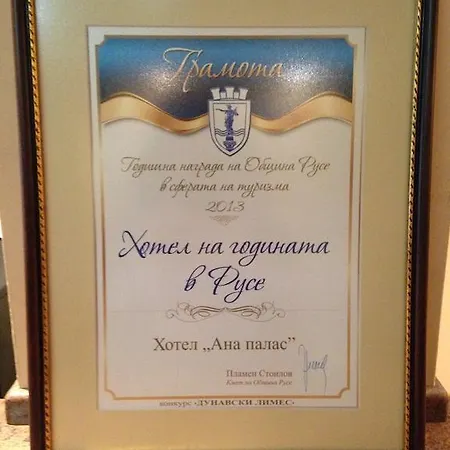 Грамота
Годишна награда на Община Русе
в сферата на туризма
2013
Хотел на годината
в Русе
Хотел „Ана палас”
Пламен Стоилов
Кмет на Община Русе
конкурс «ДУНАВСКИ ЛИМЕС»